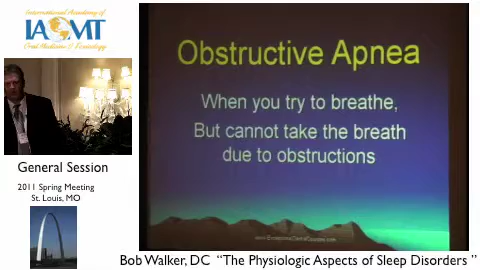 International Academy of
IAOMT
Oral Medicine & Toxicology
General Session
2011 Spring Meeting
St. Louis, MO
Obstructive Apnea
When you try to breathe,
But cannot take the breath
due to obstructions
Bob Walker, DC “The Physiologic Aspects of Sleep Disorders ”